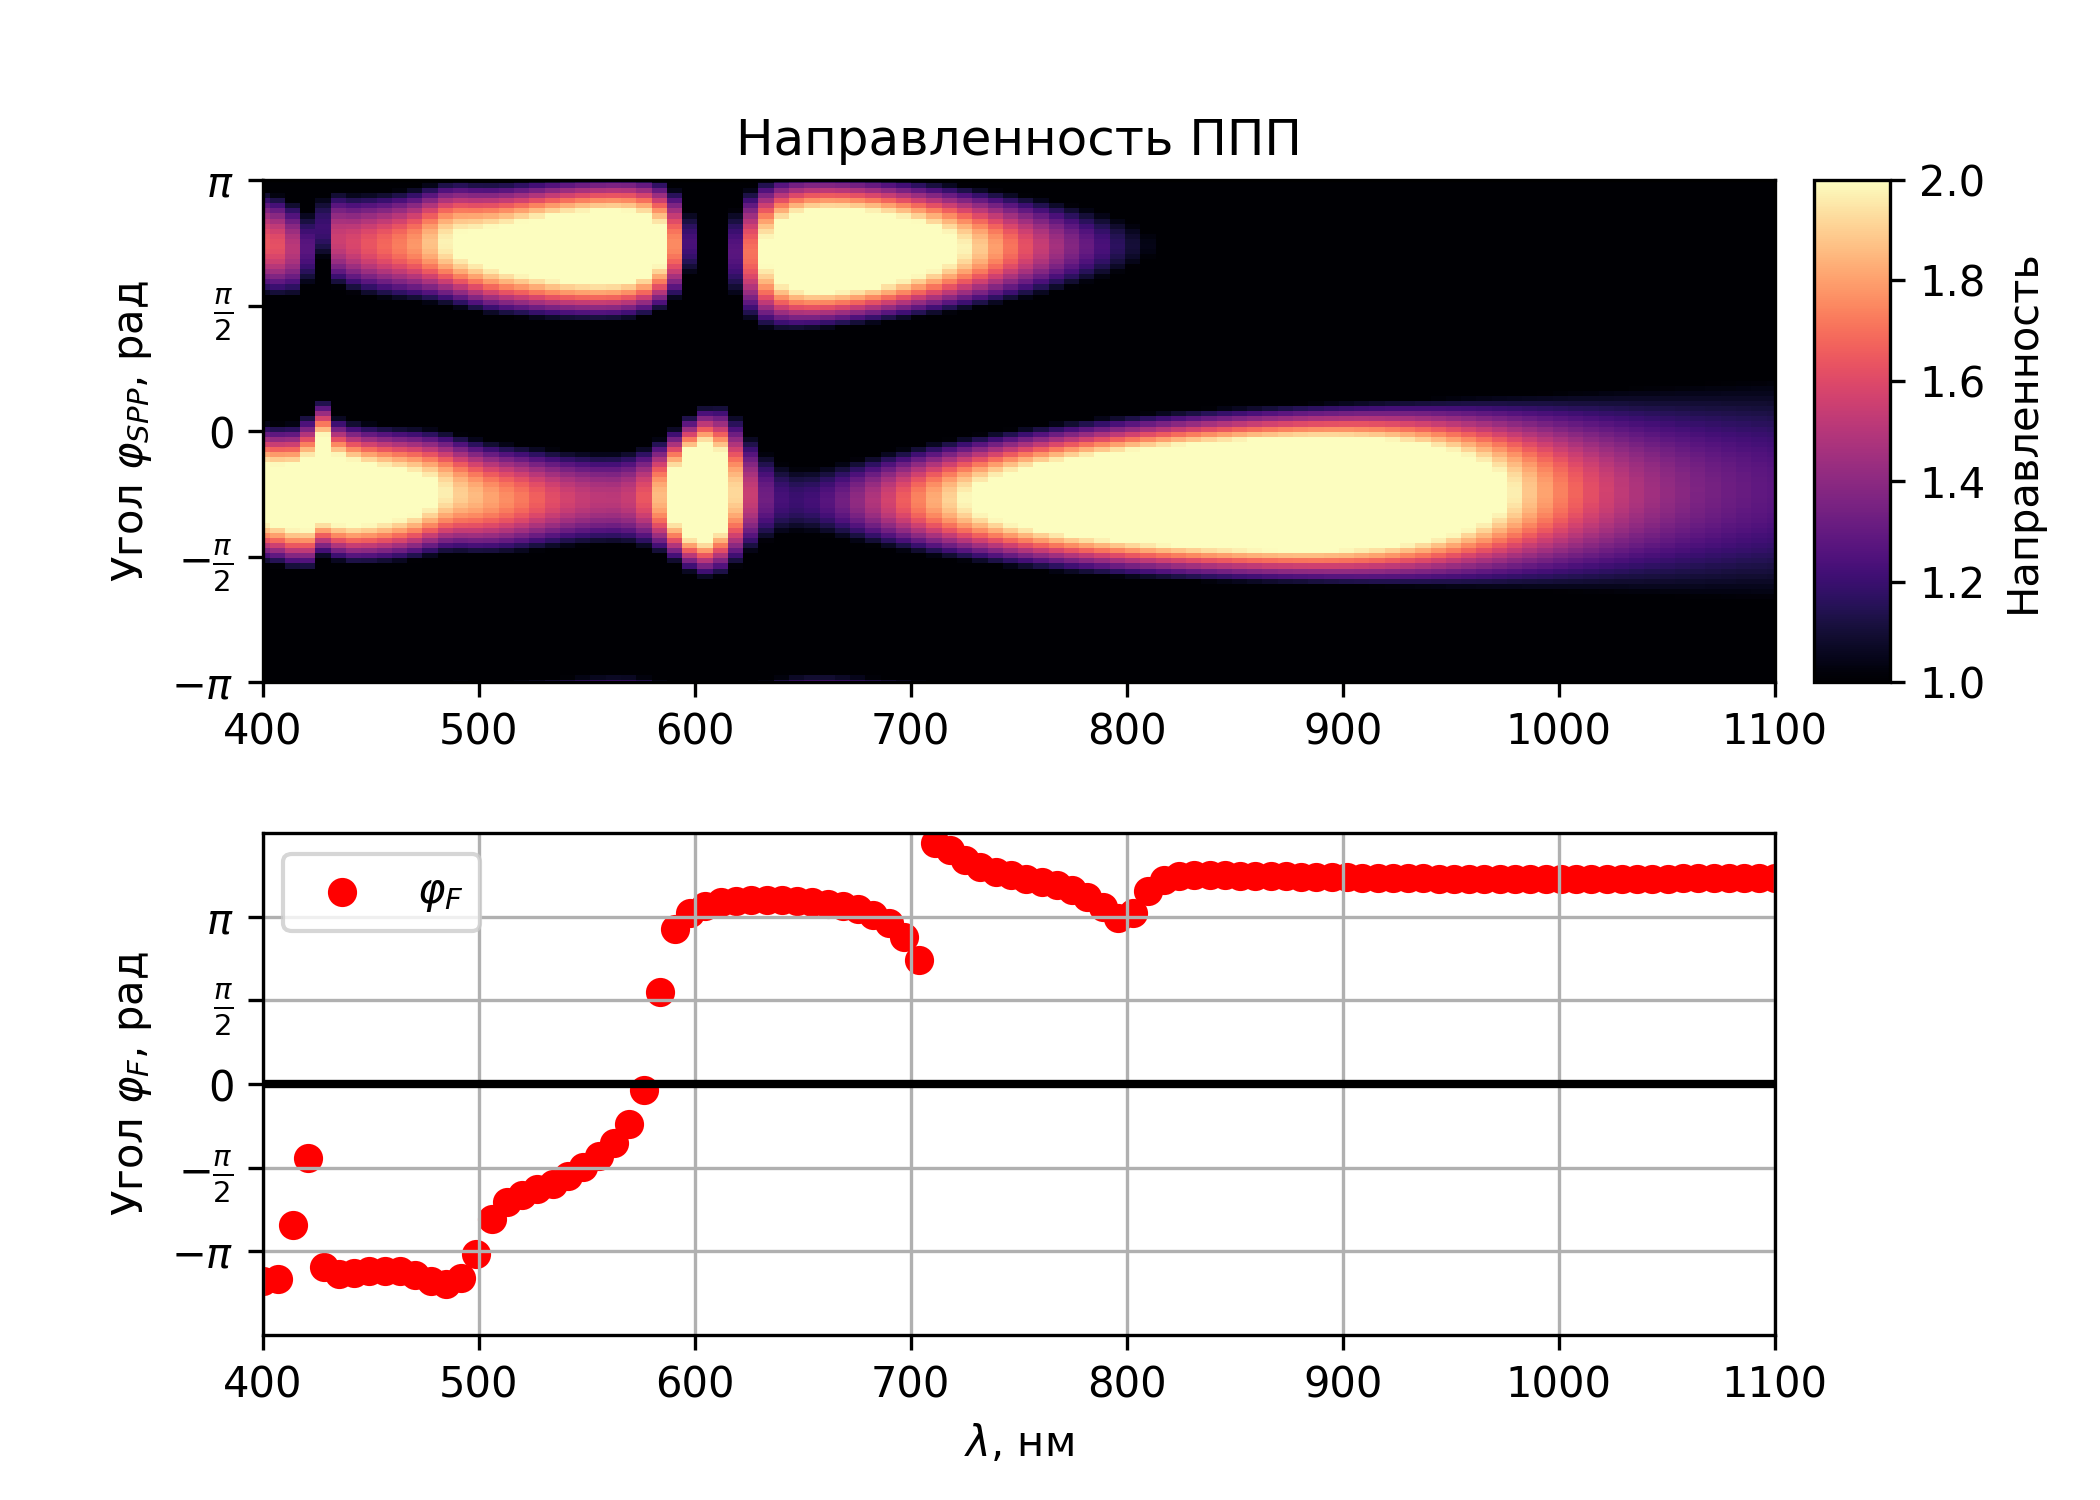 Направленность ППП
π
π/2
0
−π/2
−π
Угол φ_SPP, рад
400 500 600 700 800 900 1000 1100
2.0
1.8
1.6
1.4
1.2
1.0
Направленность
φ_F
π
π/2
0
−π/2
−π
Угол φ_F, рад
400 500 600 700 800 900 1000 1100
λ, нм